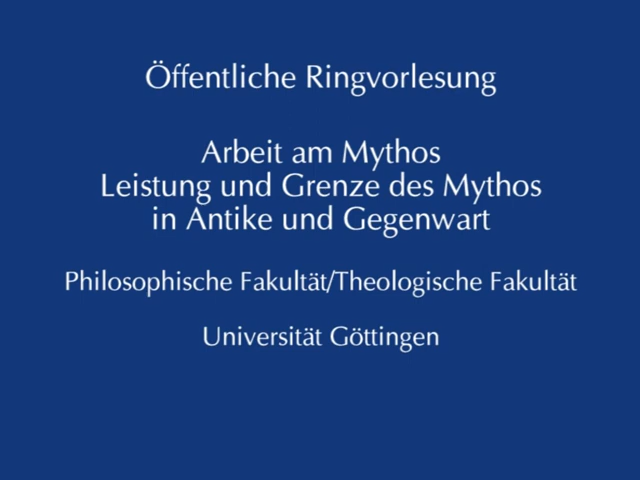 Öffentliche Ringvorlesung
Arbeit am Mythos
Leistung und Grenze des Mythos
in Antike und Gegenwart
Philosophische Fakultät/Theologische Fakultät
Universität Göttingen